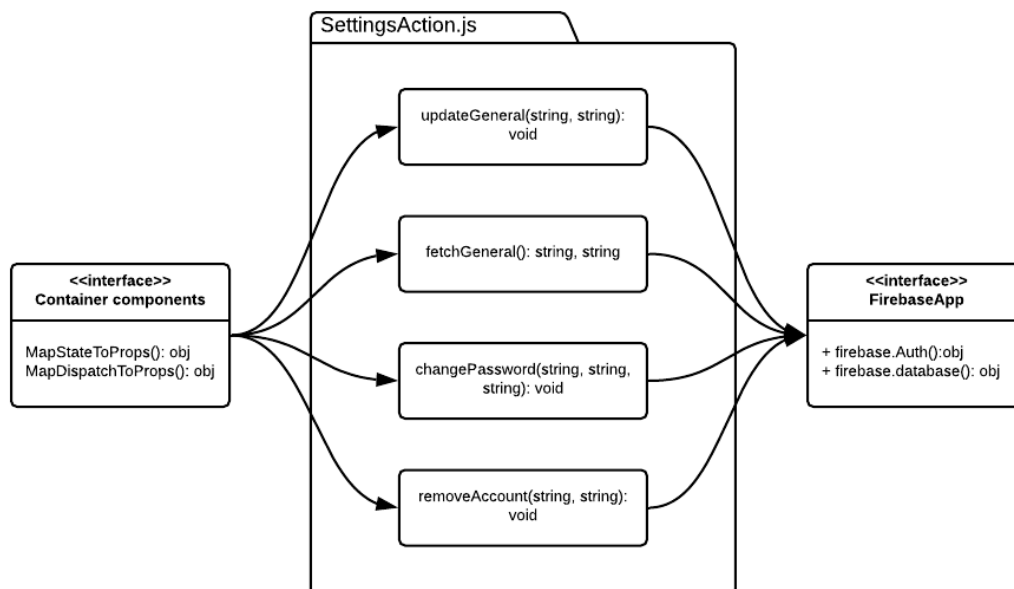 SettingsAction.js
updateGeneral(string, string):
void
fetchGeneral(): string, string
<<interface>>
Container components
MapStateToProps(): obj
MapDispatchToProps(): obj
<<interface>>
FirebaseApp
+ firebase.Auth():obj
+ firebase.database(): obj
changePassword(string, string,
string): void
removeAccount(string, string):
void